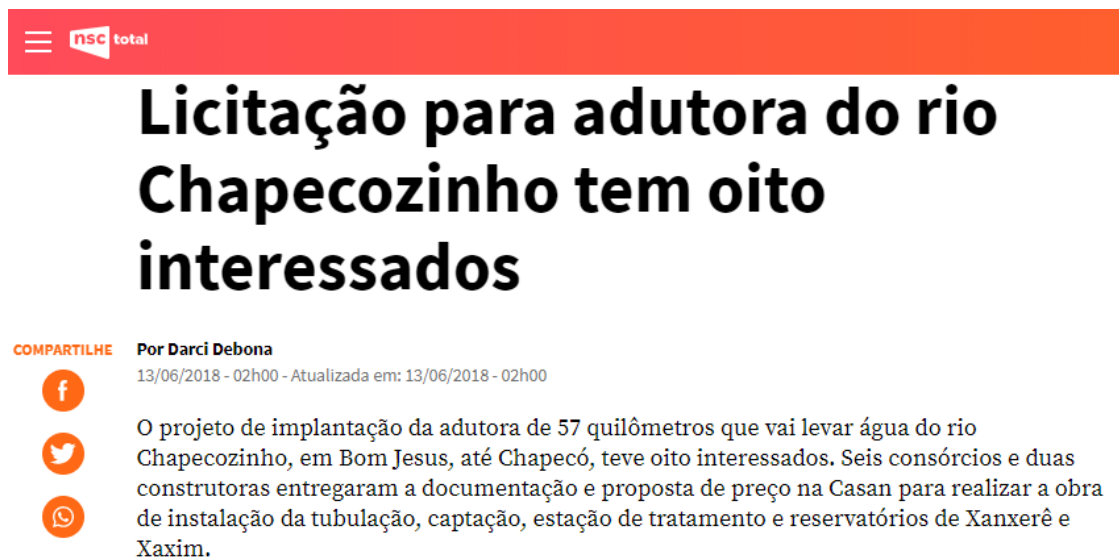 nsc total
Licitação para adutora do rio
Chapecozinho tem oito
interessados
COMPARTILHE
Por Darci Debona
13/06/2018 - 02h00 - Atualizada em: 13/06/2018 - 02h00
O projeto de implantação da adutora de 57 quilômetros que vai levar água do rio
Chapecozinho, em Bom Jesus, até Chapecó, teve oito interessados. Seis consórcios e duas
construtoras entregaram a documentação e proposta de preço na Casan para realizar a obra
de instalação da tubulação, captação, estação de tratamento e reservatórios de Xanxerê e
Xaxim.